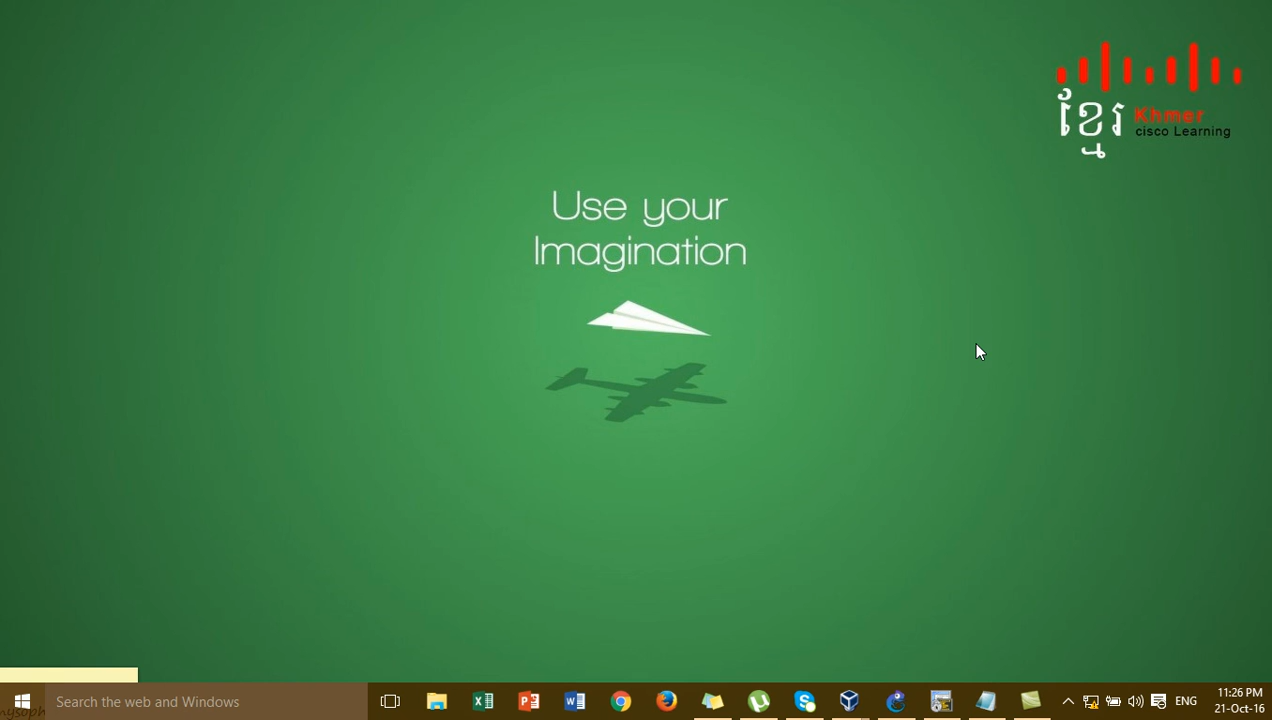 ខ្មែរ Khmer
cisco Learning
Use your
Imagination
Search the web and Windows
ENG
11:26 PM
21-Oct-16